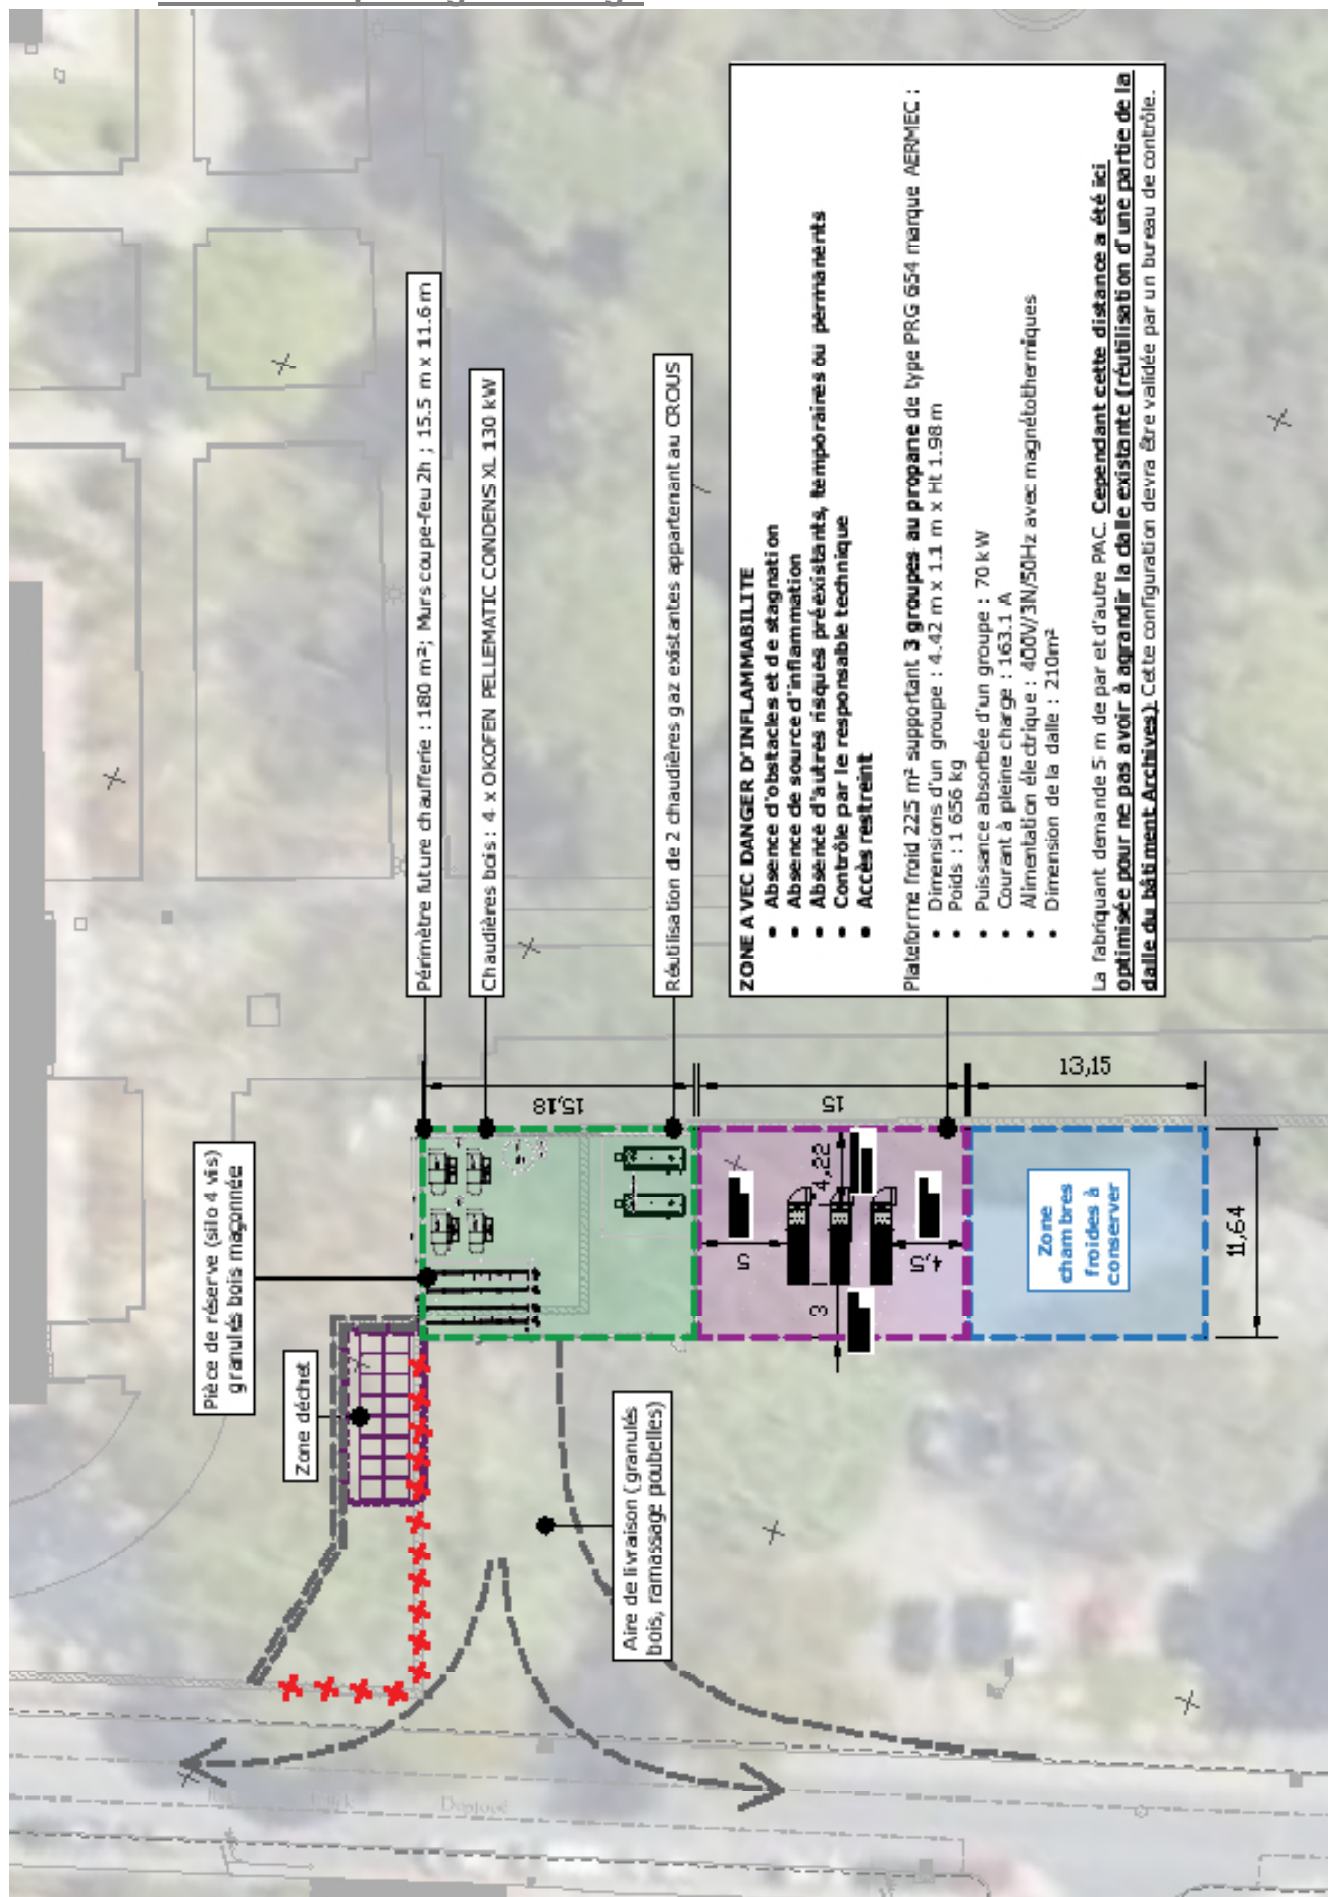 Périmètre future chaufferie : 180 m²; Murs coupe-feu 2h ; 15.5 m x 11.6 m
Chaudières bois : 4 x OKOFEN PELLEMATIC CONDENS XL 130 kW
Réutilisation de 2 chaudières gaz existantes appartenant au CROUS
ZONE AVEC DANGER D'INFLAMMABILITE
• Absence d'obstacles et de stagnation
• Absence de source d'inflammation
• Absence d'autres risques préexistants, temporaires ou permanents
• Contrôle par le responsable technique
• Accès restreint
Plateforme froid 225 m² supportant 3 groupes au propane de type PRG 654 marque AERMEC :
• Dimensions d'un groupe : 4.42 m x 1.1 m x Ht 1.98 m
• Poids : 1 656 kg
• Puissance absorbée d'un groupe : 70 kW
• Courant à pleine charge : 163.1 A
• Alimentation électrique : 400V/3N/50Hz avec magnétothermiques
• Dimension de la dalle : 210m²
La fabriquant demande 5 m de par et d'autre PAC. Cependant cette distance a été ici
optimisée pour ne pas avoir à agrandir la dalle existante (réutilisation d'une partie de la
dalle du bâtiment Archives). Cette configuration devra être validée par un bureau de contrôle.
Pièce de réserve (silo 4 vis)
granulés bois maçonnée
Zone déchet
Aire de livraison (granulés
bois, ramassage poubelles)
15,18
15
13,15
4,22
5
4,5
3
11,64
Zone
chambres
froides à
conserver